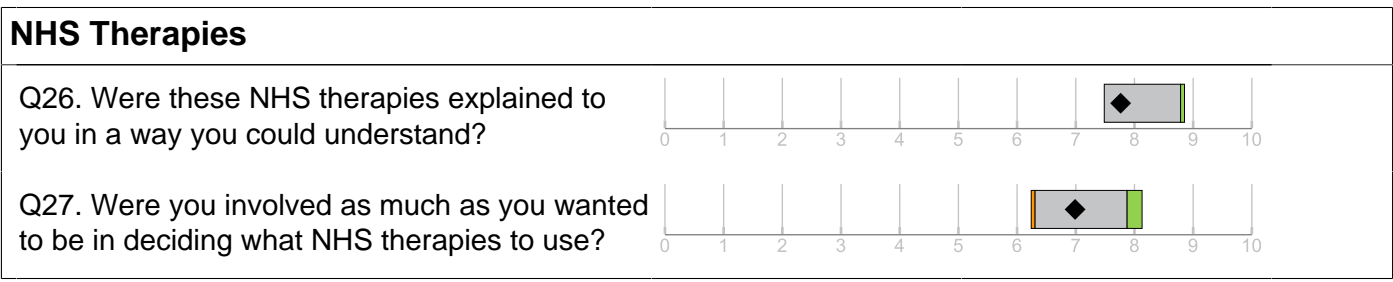 NHS Therapies
Q26. Were these NHS therapies explained to
you in a way you could understand?
0 1 2 3 4 5 6 7 8 9 10
Q27. Were you involved as much as you wanted
to be in deciding what NHS therapies to use?
0 1 2 3 4 5 6 7 8 9 10